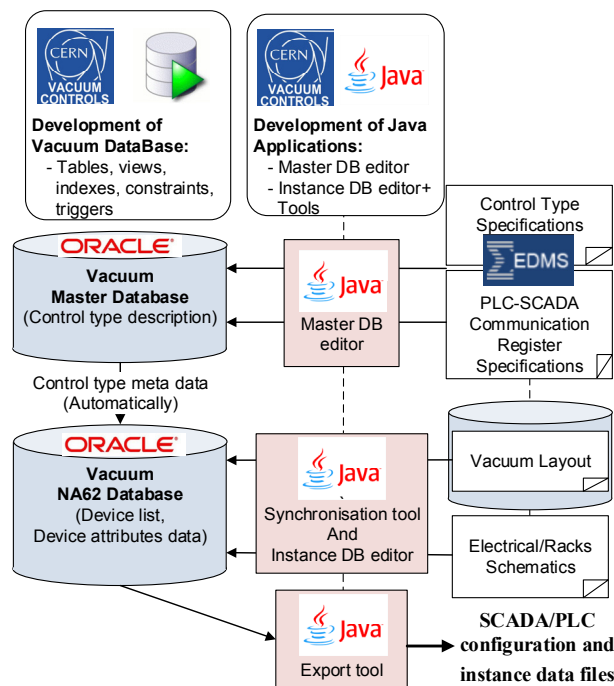 CERN
VACUUM
CONTROLS
Development of
Vacuum DataBase:
- Tables, views,
indexes, constraints,
triggers
CERN
VACUUM
CONTROLS
Java
Development of Java
Applications:
- Master DB editor
- Instance DB editor+
Tools
Control Type
Specifications
EDMS
PLC-SCADA
Communication
Register
Specifications
ORACLE®
Vacuum
Master Database
(Control type description)
Java
Master DB
editor
Control type meta data
(Automatically)
ORACLE®
Vacuum
NA62 Database
(Device list,
Device attributes data)
Java
Synchronisation tool
And
Instance DB editor
Vacuum Layout
Electrical/Racks
Schematics
Java
Export tool
SCADA/PLC
configuration and
instance data files